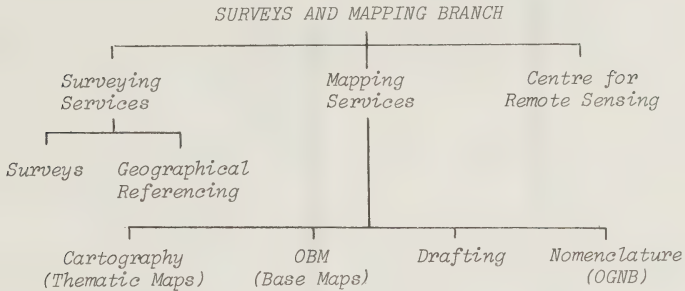 SURVEYS AND MAPPING BRANCH
Surveying
Services
Mapping
Services
Centre for
Remote Sensing
Surveys
Geographical
Referencing
Cartography
(Thematic Maps)
OBM
(Base Maps)
Drafting
Nomenclature
(OGNB)